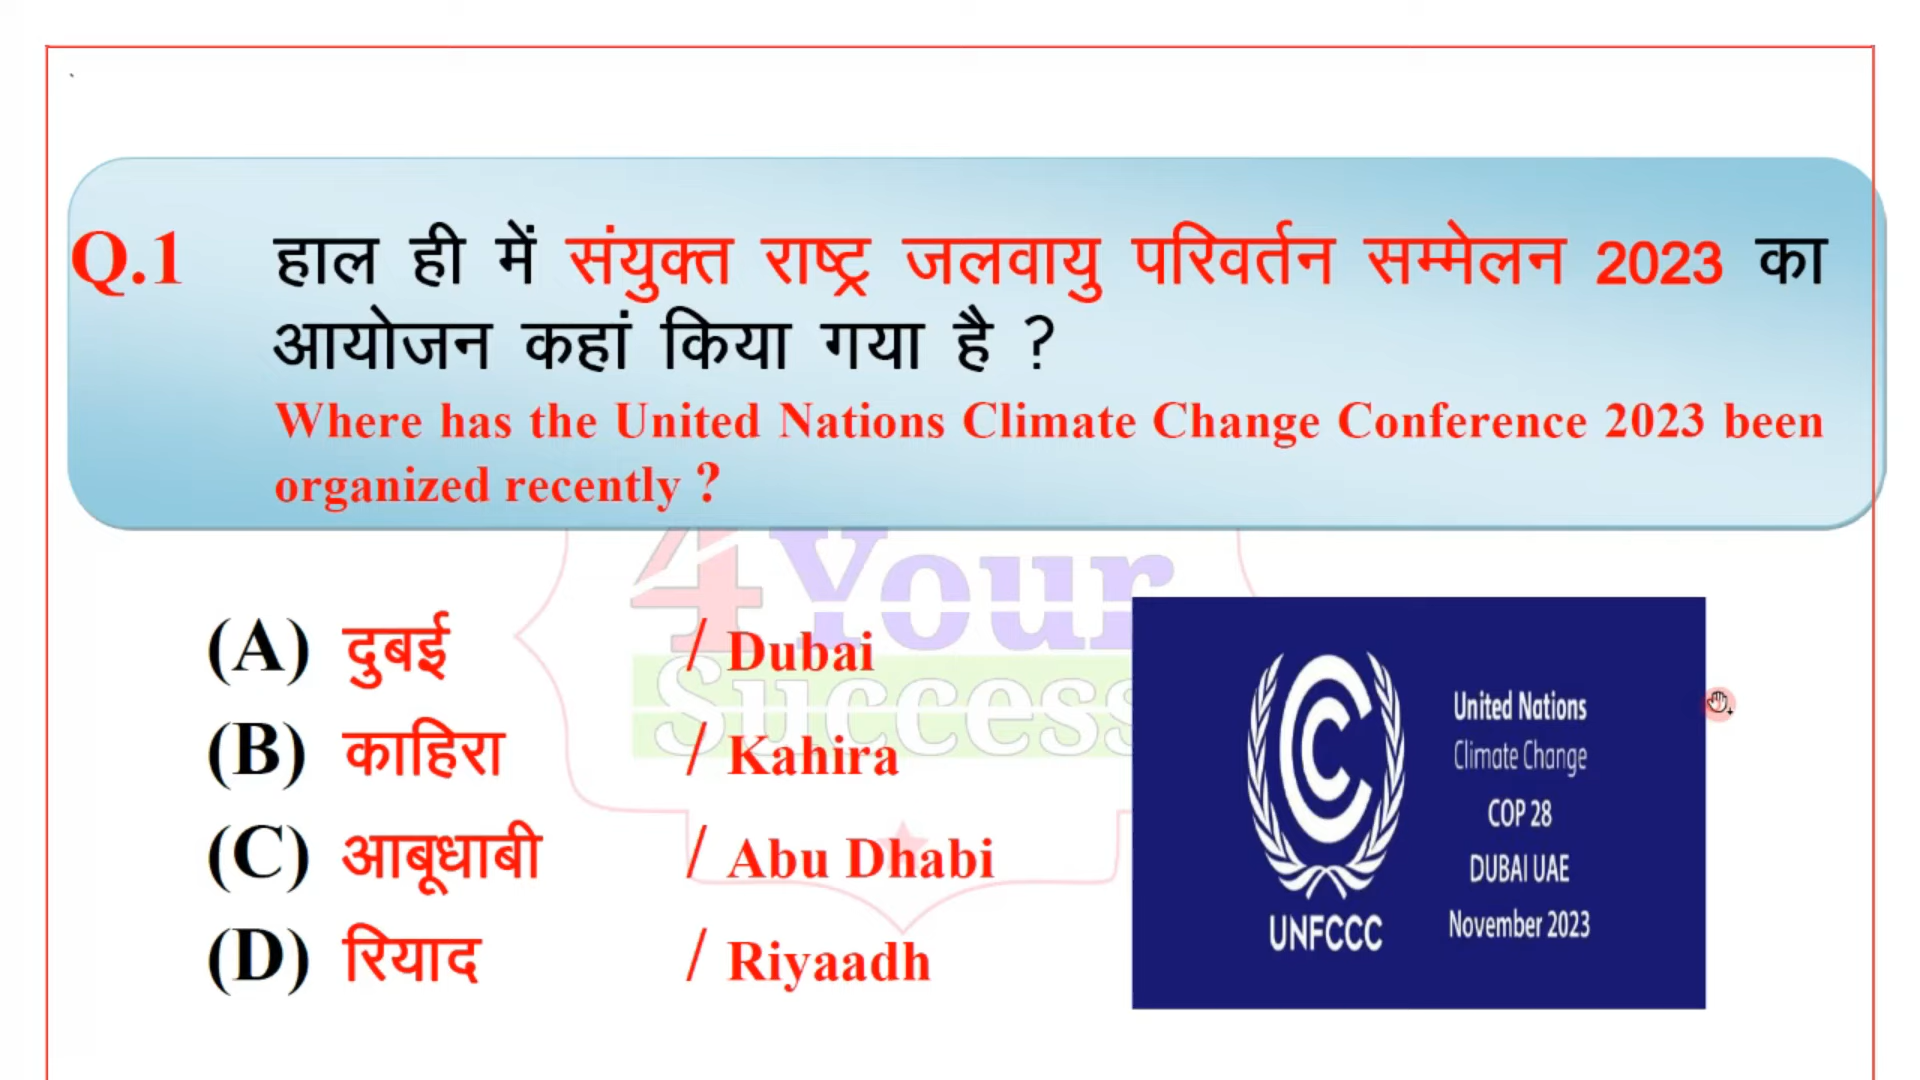 Q.1 हाल ही में संयुक्त राष्ट्र जलवायु परिवर्तन सम्मेलन 2023 का
आयोजन कहां किया गया है ?
Where has the United Nations Climate Change Conference 2023 been
organized recently ?
4Your
Success
(A) दुबई / Dubai
(B) काहिरा / Kahira
(C) आबूधाबी / Abu Dhabi
(D) रियाद / Riyaadh
United Nations
Climate Change
COP 28
DUBAI UAE
November 2023
UNFCCC